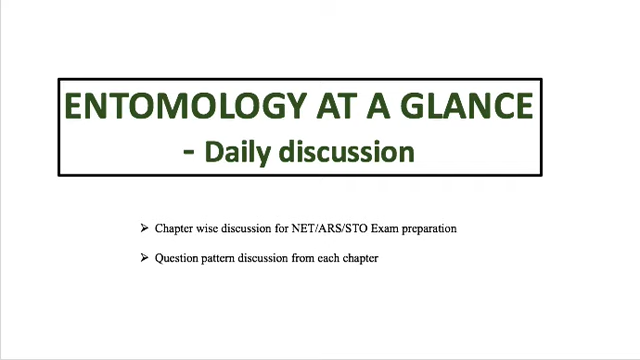 ENTOMOLOGY AT A GLANCE
- Daily discussion
➢ Chapter wise discussion for NET/ARS/STO Exam preparation
➢ Question pattern discussion from each chapter